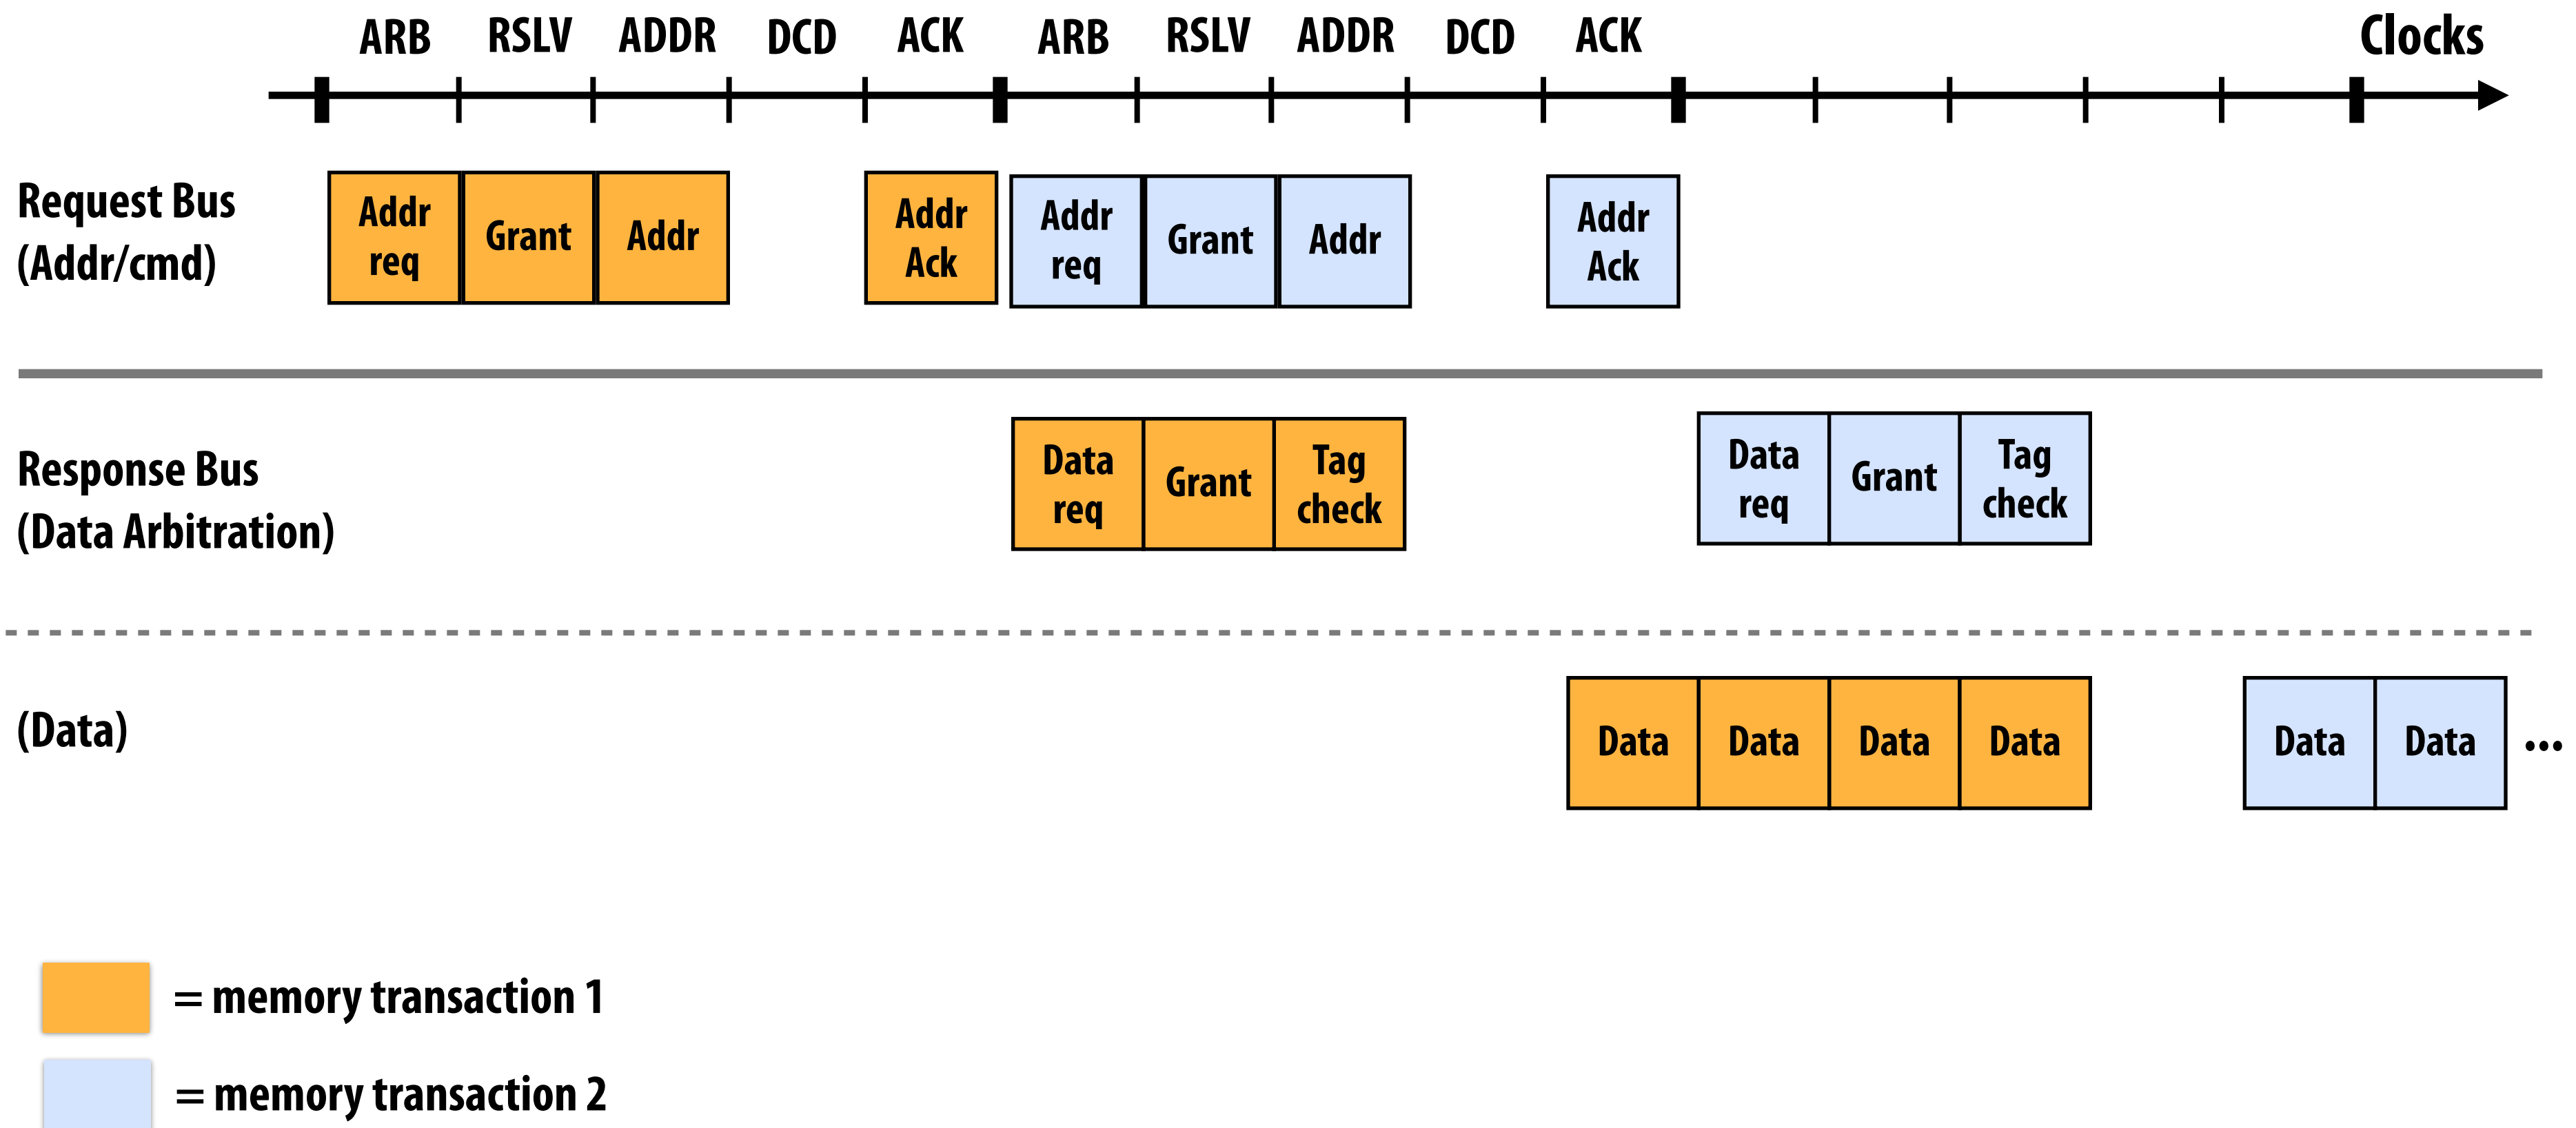 ARB RSLV ADDR DCD ACK ARB RSLV ADDR DCD ACK Clocks
Request Bus
(Addr/cmd)
Addr
req
Grant
Addr
Addr
Ack
Addr
req
Grant
Addr
Addr
Ack
Response Bus
(Data Arbitration)
Data
req
Grant
Tag
check
Data
req
Grant
Tag
check
(Data)
Data Data Data Data Data Data ...
= memory transaction 1
= memory transaction 2